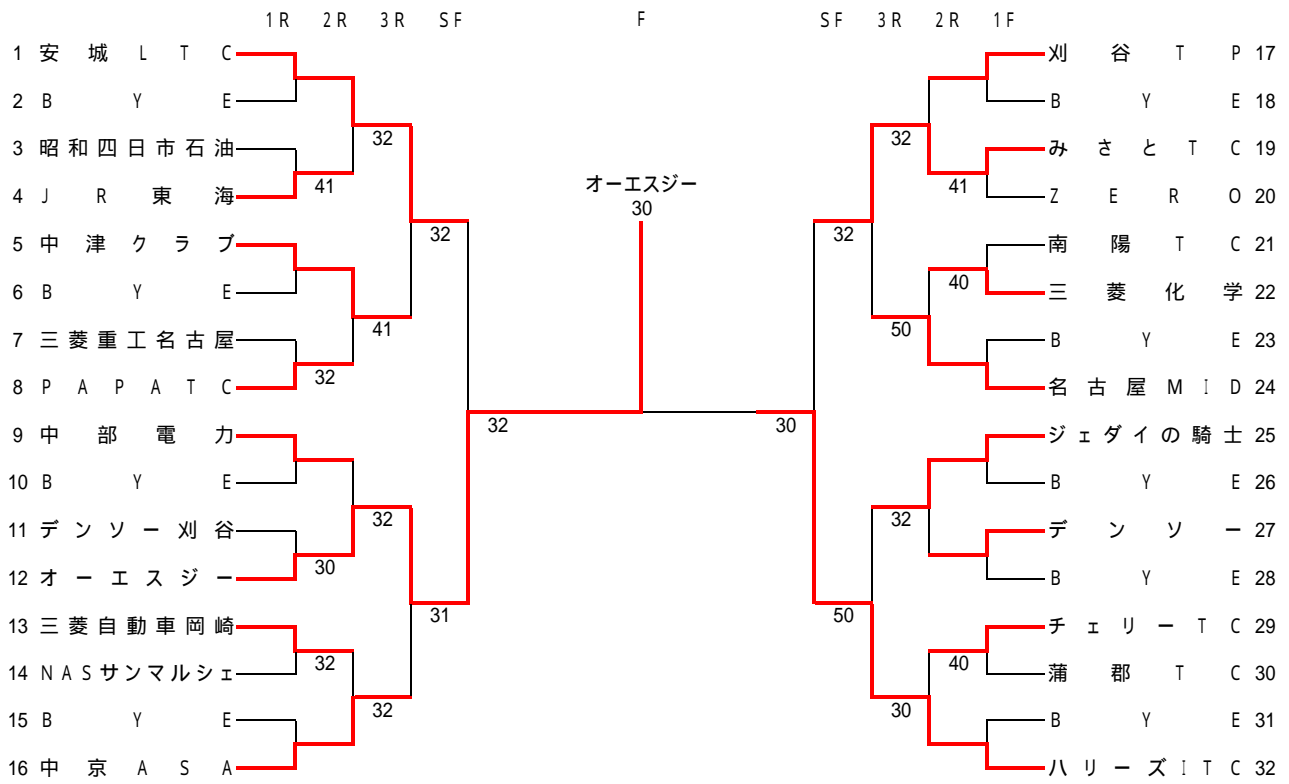 1R 2R 3R SF F SF 3R 2R 1F
1 安城LTC
2 BYE
3 昭和四日市石油
4 JR東海
5 中津クラブ
6 BYE
7 三菱重工名古屋
8 PAPATC
9 中部電力
10 BYE
11 デンソー刈谷
12 オーエスジー
13 三菱自動車岡崎
14 NASサンマルシェ
15 BYE
16 中京ASA
41
32
30
32
32
41
32
32
32
31
32
オーエスジー
30
30
32
50
32
50
32
30
41
40
40
刈谷TP 17
BYE 18
みさとTC 19
ZERO 20
南陽TC 21
三菱化学 22
BYE 23
名古屋MID 24
ジェダイの騎士 25
BYE 26
デンソー 27
BYE 28
チェリーTC 29
蒲郡TC 30
BYE 31
ハリーズITC 32